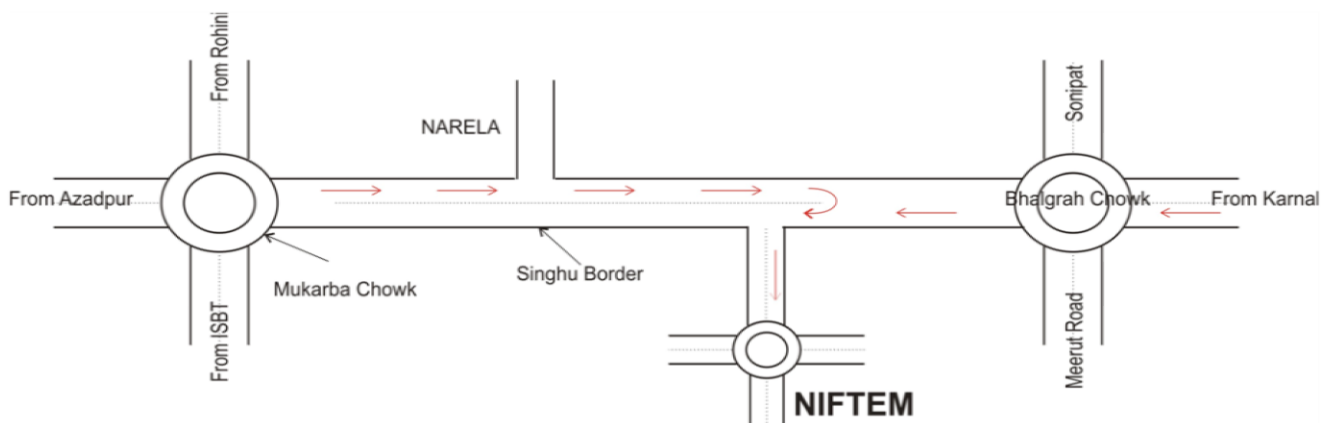 From Rohini
Sonipat
NARELA
From Azadpur
Bhalgrah Chowk
From Karnal
Singhu Border
Mukarba Chowk
From ISBT
Meerut Road
NIFTEM